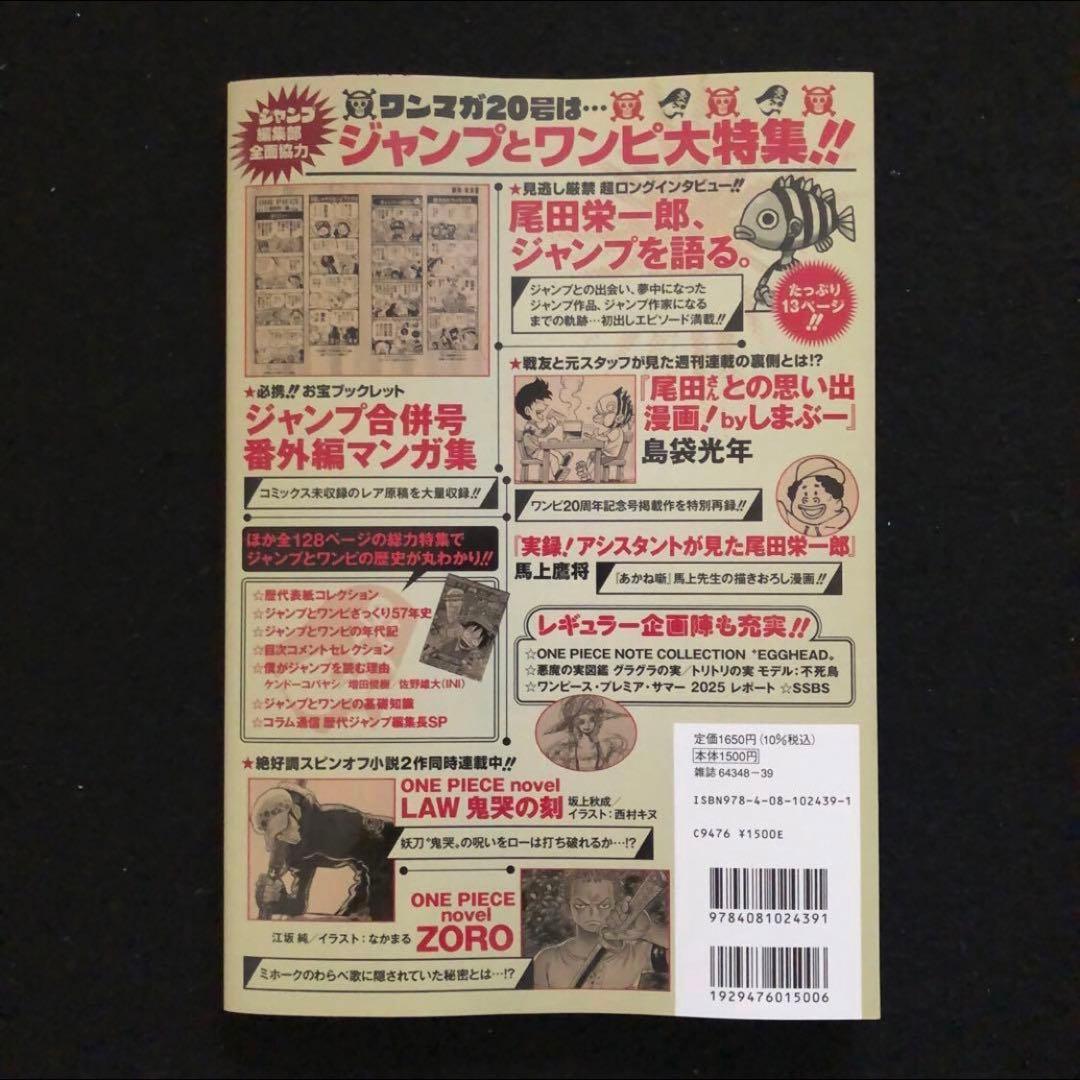 ジャンプ
編集部
全面協力
ワンマガ20号は…
ジャンプとワンピ大特集!!
ONE PIECE
★必携!! お宝ブックレット
ジャンプ合併号
番外編マンガ集
コミックス未収録のレア原稿を大量収録!!
★見逃し厳禁 超ロングインタビュー!!
尾田栄一郎、
ジャンプを語る。
ジャンプとの出会い、夢中になった
ジャンプ作品、ジャンプ作家になる
までの軌跡…初出しエピソード満載!!
たっぷり
13ページ
!!
★戦友と元スタッフが見た週刊連載の裏側とは!?
『尾田さんとの思い出
漫画!byしまぶー』
島袋光年
ワンピ20周年記念号掲載作を特別再録!!
『実録!アシスタントが見た尾田栄一郎』
馬上鷹将
『あかね噺』馬上先生の描きおろし漫画!!
ほか全128ページの総力特集で
ジャンプとワンピの歴史が丸わかり!!
☆歴代表紙コレクション
☆ジャンプとワンピざっくり57年史
☆ジャンプとワンピの年代記
☆目次コメントセレクション
☆僕がジャンプを読む理由
ケンドーコバヤシ/増田俊樹/佐野雄大(INI)
☆ジャンプとワンピの基礎知識
☆コラム通信 歴代ジャンプ編集長SP
レギュラー企画陣も充実!!
☆ONE PIECE NOTE COLLECTION “EGGHEAD”
☆悪魔の実図鑑 グラグラの実/トリトリの実 モデル:不死鳥
☆ワンピース・プレミア・サマー 2025 レポート ☆SSBS
★絶好調スピンオフ小説2作同時連載中!!
ONE PIECE novel
LAW 鬼哭の刻
坂上秋成/
イラスト:西村キヌ
妖刀“鬼哭”の呪いをローは打ち破れるか…!?
ONE PIECE
novel
ZORO
江坂 純/イラスト:なかまる
ミホークのわらべ歌に隠されていた秘密とは…!?
定価1650円(10%税込)
本体1500円
雑誌 64348-39
ISBN978-4-08-102439-1
C9476 ¥1500E
9784081024391
1929476015006